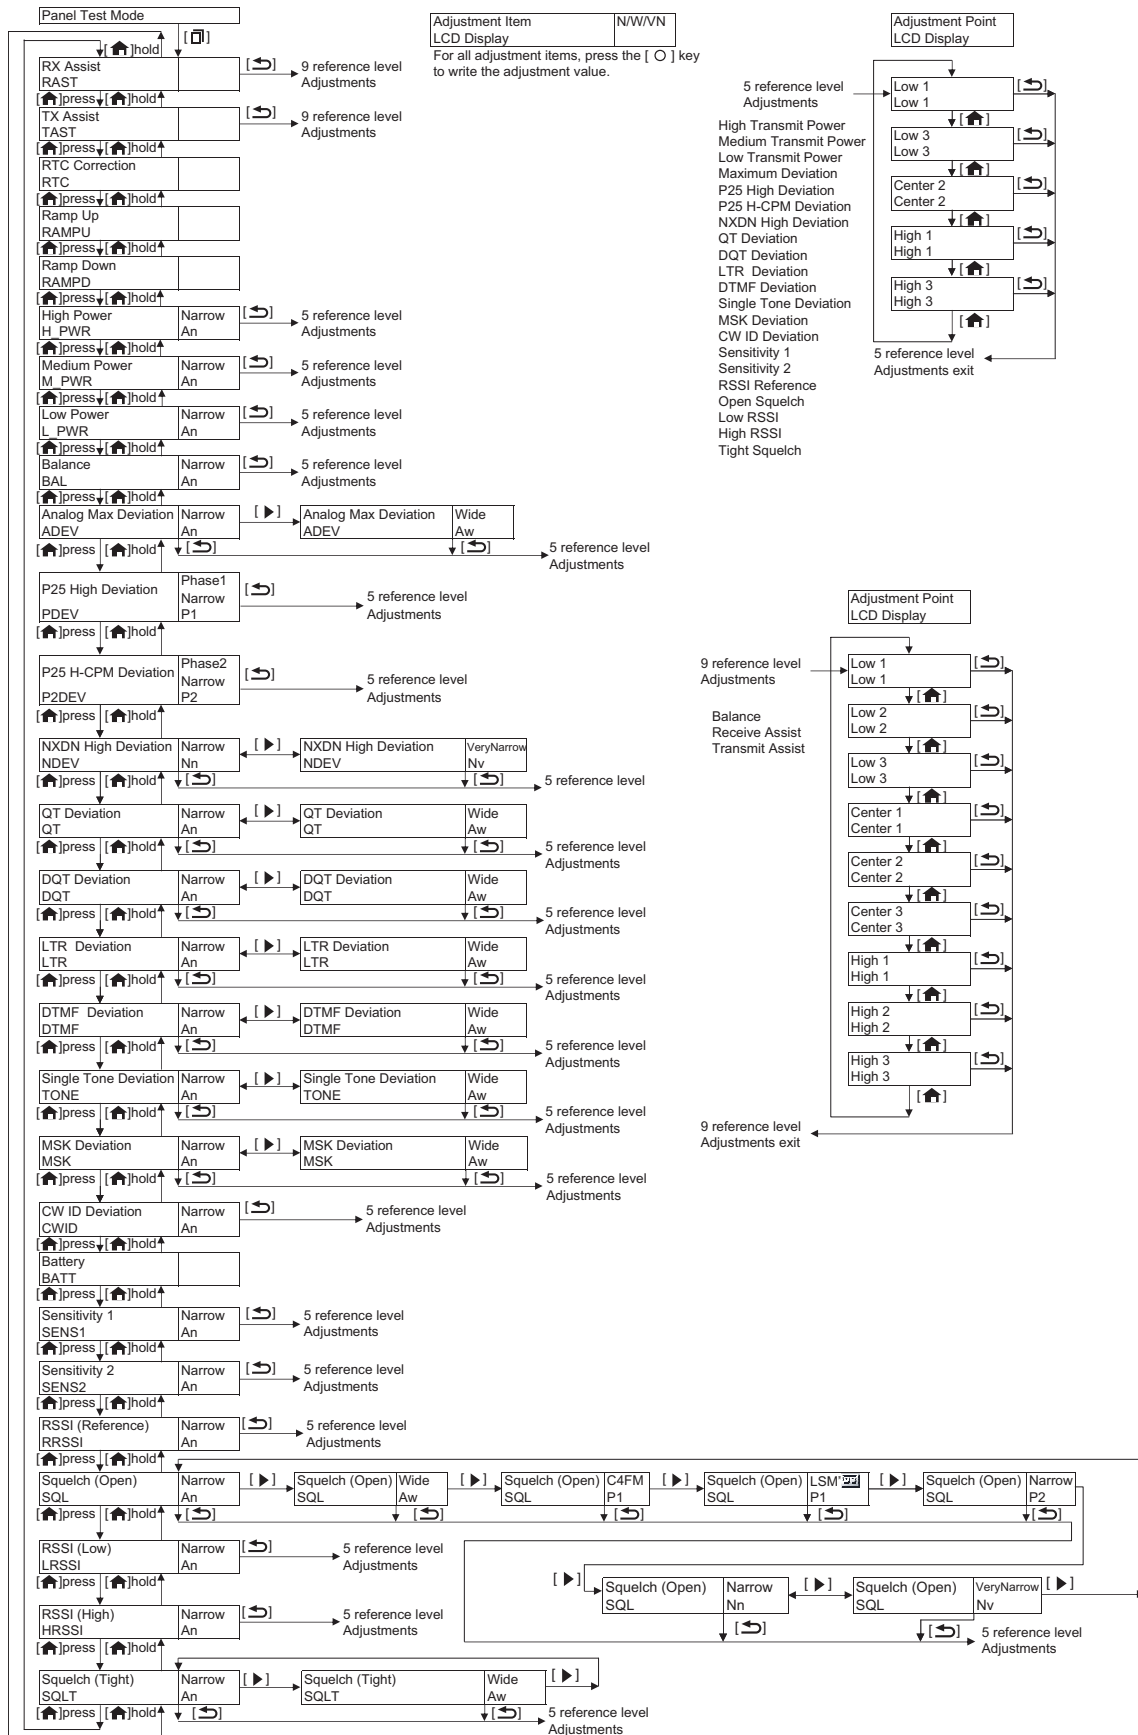 Panel Test Mode
[ ]
[ ]hold
RX Assist
RAST
[ ]
9 reference level
Adjustments
[ ]press [ ]hold
TX Assist
TAST
[ ]
9 reference level
Adjustments
[ ]press [ ]hold
RTC Correction
RTC
[ ]press [ ]hold
Ramp Up
RAMPU
[ ]press [ ]hold
Ramp Down
RAMPD
[ ]press [ ]hold
High Power Narrow
H_PWR An
[ ]
5 reference level
Adjustments
[ ]press [ ]hold
Medium Power Narrow
M_PWR An
[ ]
5 reference level
Adjustments
[ ]press [ ]hold
Low Power Narrow
L_PWR An
[ ]
5 reference level
Adjustments
[ ]press [ ]hold
Balance Narrow
BAL An
[ ]
5 reference level
Adjustments
[ ]press [ ]hold
Analog Max Deviation Narrow [ ▶ ] Analog Max Deviation Wide
ADEV An ADEV Aw
[ ]press [ ]hold [ ] [ ]
5 reference level
Adjustments
Phase1
P25 High Deviation Narrow
PDEV P1
[ ]
5 reference level
Adjustments
[ ]press [ ]hold
Phase2
P25 H-CPM Deviation Narrow
P2DEV P2
[ ]
5 reference level
Adjustments
[ ]press [ ]hold
NXDN High Deviation Narrow [ ▶ ] NXDN High Deviation VeryNarrow
NDEV Nn NDEV Nv
[ ]press [ ]hold [ ] [ ]
5 reference level
QT Deviation Narrow [ ▶ ] QT Deviation Wide
QT An QT Aw
[ ]press [ ]hold [ ] [ ]
5 reference level
Adjustments
DQT Deviation Narrow [ ▶ ] DQT Deviation Wide
DQT An DQT Aw
[ ]press [ ]hold [ ] [ ]
5 reference level
Adjustments
LTR Deviation Narrow [ ▶ ] LTR Deviation Wide
LTR An LTR Aw
[ ]press [ ]hold [ ] [ ]
5 reference level
Adjustments
DTMF Deviation Narrow [ ▶ ] DTMF Deviation Wide
DTMF An DTMF Aw
[ ]press [ ]hold [ ] [ ]
5 reference level
Adjustments
Single Tone Deviation Narrow [ ▶ ] Single Tone Deviation Wide
TONE An TONE Aw
[ ]press [ ]hold [ ] [ ]
5 reference level
Adjustments
MSK Deviation Narrow [ ▶ ] MSK Deviation Wide
MSK An MSK Aw
[ ]press [ ]hold [ ] [ ]
5 reference level
Adjustments
CW ID Deviation Narrow
CWID An
[ ]
5 reference level
Adjustments
[ ]press [ ]hold
Battery
BATT
[ ]press [ ]hold
Sensitivity 1 Narrow
SENS1 An
[ ]
5 reference level
Adjustments
[ ]press [ ]hold
Sensitivity 2 Narrow
SENS2 An
[ ]
5 reference level
Adjustments
[ ]press [ ]hold
RSSI (Reference) Narrow
RRSSI An
[ ]
5 reference level
Adjustments
[ ]press [ ]hold
Squelch (Open) Narrow [ ▶ ] Squelch (Open) Wide [ ▶ ] Squelch (Open) C4FM [ ▶ ] Squelch (Open) LSM [ ▶ ] Squelch (Open) Narrow
SQL An SQL Aw SQL P1 SQL P1 SQL P2
[ ]press [ ]hold [ ] [ ] [ ] [ ] [ ]
RSSI (Low) Narrow
LRSSI An
[ ]
5 reference level
Adjustments
[ ▶ ] Squelch (Open) Narrow [ ▶ ] Squelch (Open) VeryNarrow [ ▶ ]
SQL Nn SQL Nv
[ ] [ ]
5 reference level
Adjustments
[ ]press [ ]hold
RSSI (High) Narrow
HRSSI An
[ ]
5 reference level
Adjustments
[ ]press [ ]hold
Squelch (Tight) Narrow [ ▶ ] Squelch (Tight) Wide [ ▶ ]
SQLT An SQLT Aw
[ ]press [ ]hold [ ] [ ]
5 reference level
Adjustments
Adjustment Item N/W/VN
LCD Display
For all adjustment items, press the [ O ] key
to write the adjustment value.
Adjustment Point
LCD Display
5 reference level
Adjustments
High Transmit Power
Medium Transmit Power
Low Transmit Power
Maximum Deviation
P25 High Deviation
P25 H-CPM Deviation
NXDN High Deviation
QT Deviation
DQT Deviation
LTR Deviation
DTMF Deviation
Single Tone Deviation
MSK Deviation
CW ID Deviation
Sensitivity 1
Sensitivity 2
RSSI Reference
Open Squelch
Low RSSI
High RSSI
Tight Squelch
Low 1 [ ]
Low 1
[ ]
Low 3 [ ]
Low 3
[ ]
Center 2 [ ]
Center 2
[ ]
High 1 [ ]
High 1
[ ]
High 3 [ ]
High 3
[ ]
5 reference level
Adjustments exit
Adjustment Point
LCD Display
9 reference level
Adjustments
Balance
Receive Assist
Transmit Assist
Low 1 [ ]
Low 1
[ ]
Low 2 [ ]
Low 2
[ ]
Low 3 [ ]
Low 3
[ ]
Center 1 [ ]
Center 1
[ ]
Center 2 [ ]
Center 2
[ ]
Center 3 [ ]
Center 3
[ ]
High 1 [ ]
High 1
[ ]
High 2 [ ]
High 2
[ ]
High 3 [ ]
High 3
[ ]
9 reference level
Adjustments exit